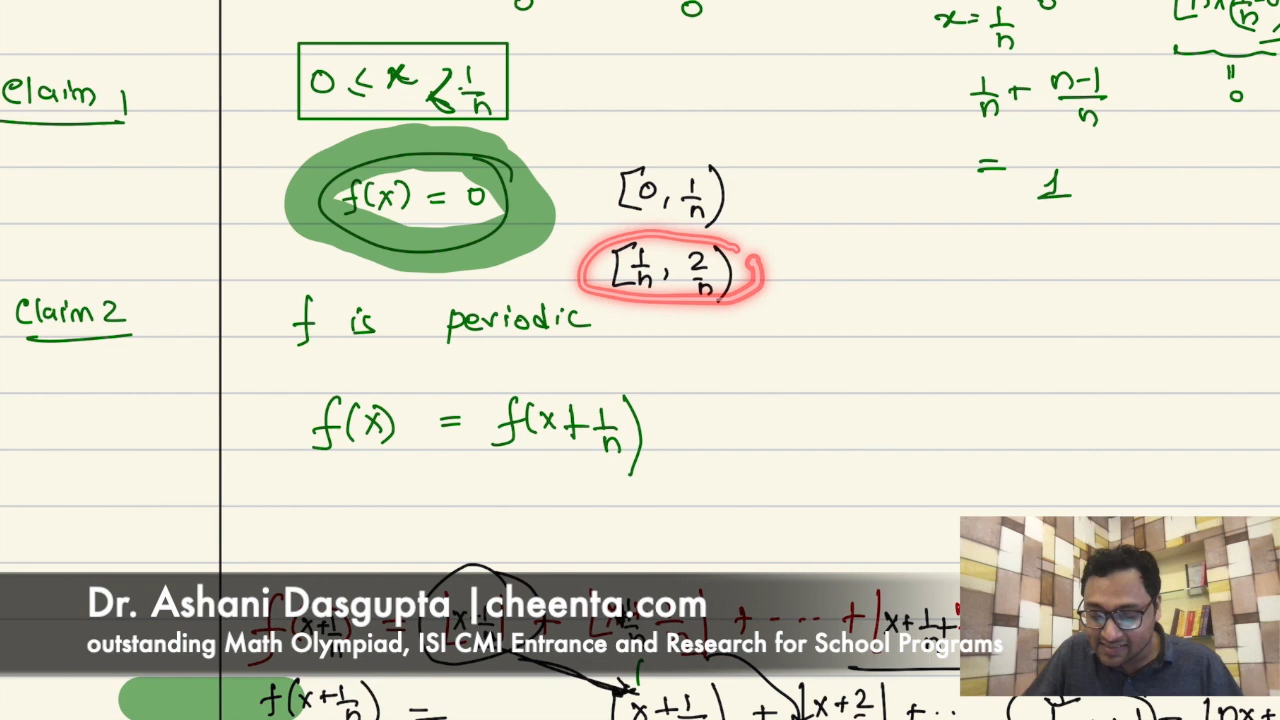 x = 1/n
Claim 1
0 ≤ x < 1/n
1/n + n-1/n
= 1
"
0
f(x) = 0
[0, 1/n)
[1/n, 2/n)
Claim 2
f is periodic
f(x) = f(x+1/n)
Dr. Ashani Dasgupta |cheenta.com
outstanding Math Olympiad, ISI CMI Entrance and Research for School Programs
f(x+1/n) =